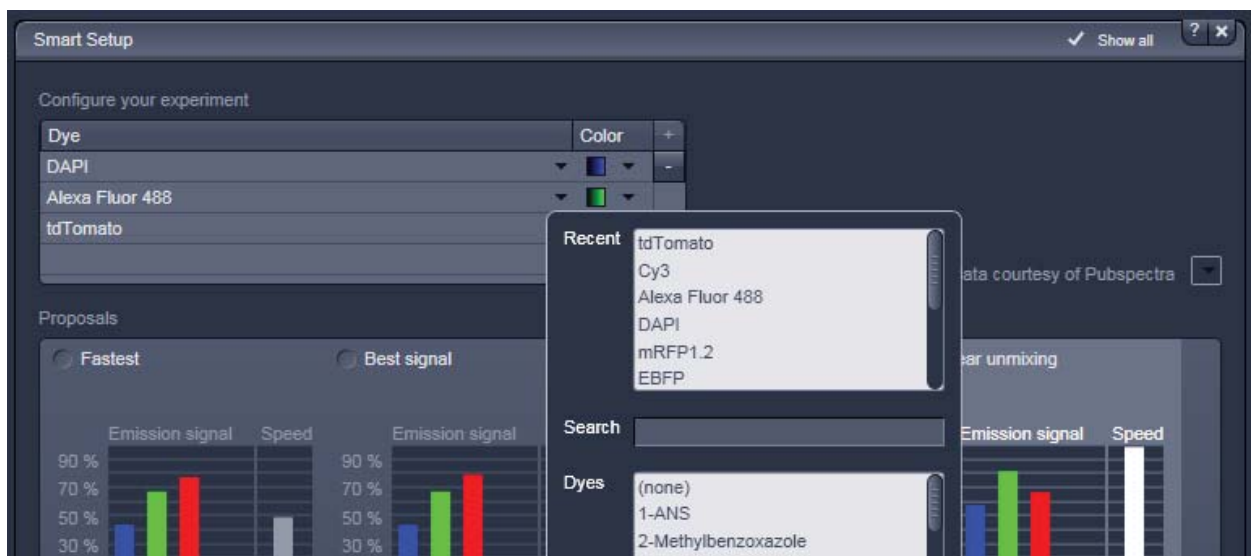 Smart Setup
Show all
? x
Configure your experiment
Dye Color +
DAPI -
Alexa Fluor 488
tdTomato
Recent
tdTomato
Cy3
Alexa Fluor 488
DAPI
mRFP1.2
EBFP
courtesy of Pubspectra
Proposals
Fastest
Best signal
unmixing
Search
Emission signal Speed
Emission signal
Emission signal Speed
90 %
70 %
50 %
30 %
90 %
70 %
50 %
30 %
Dyes
(none)
1-ANS
2-Methylbenzoxazole